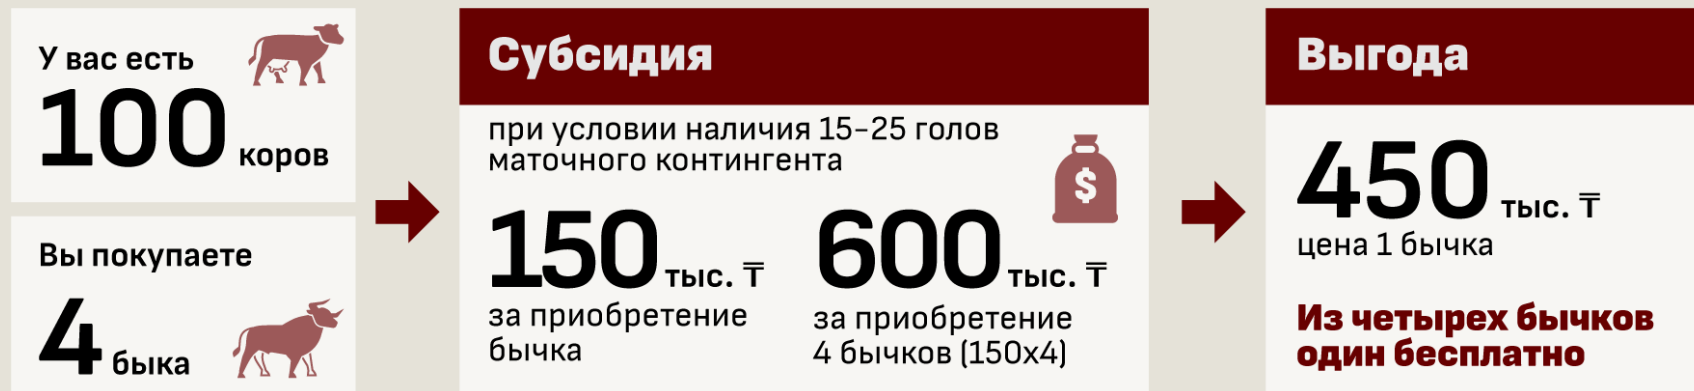 У вас есть
100 коров
Вы покупаете
4 быка
Субсидия
при условии наличия 15-25 голов
маточного контингента
$
150 тыс. ₸
за приобретение
бычка
600 тыс. ₸
за приобретение
4 бычков (150х4)
Выгода
450 тыс. ₸
цена 1 бычка
Из четырех бычков
один бесплатно